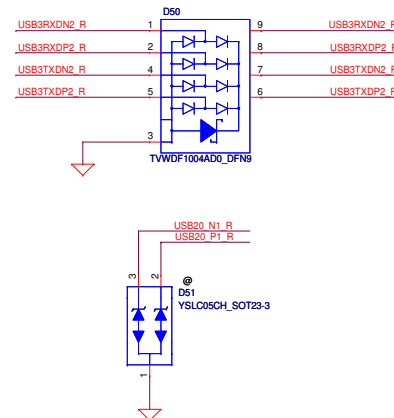 D50
USB3RXDN2_R 1 9 USB3RXDN2_R
USB3RXDP2_R 2 8 USB3RXDP2_R
USB3TXDN2_R 4 7 USB3TXDN2_R
USB3TXDP2_R 5 6 USB3TXDP2_R
3
TVWDF1004AD0_DFN9
USB20_N1_R
USB20_P1_R
3 2 @
D51
YSLC05CH_SOT23-3
1